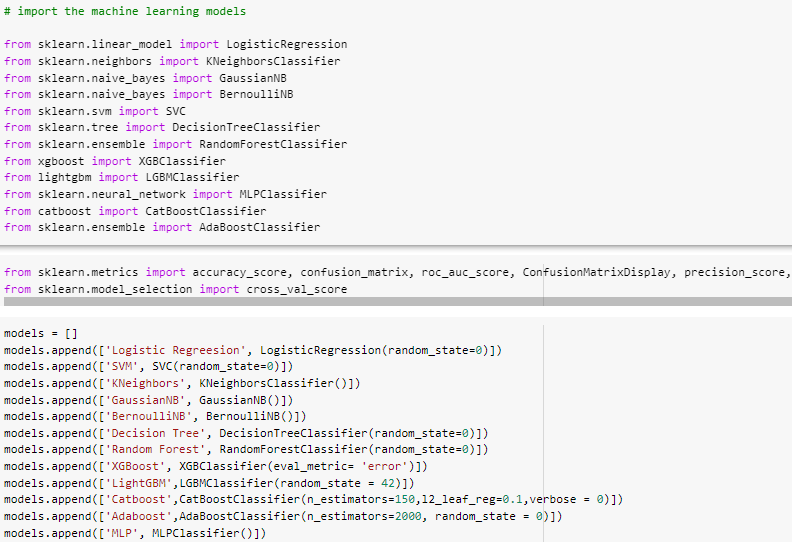 # import the machine learning models
from sklearn.linear_model import LogisticRegression
from sklearn.neighbors import KNeighborsClassifier
from sklearn.naive_bayes import GaussianNB
from sklearn.naive_bayes import BernoulliNB
from sklearn.svm import SVC
from sklearn.tree import DecisionTreeClassifier
from sklearn.ensemble import RandomForestClassifier
from xgboost import XGBClassifier
from lightgbm import LGBMClassifier
from sklearn.neural_network import MLPClassifier
from catboost import CatBoostClassifier
from sklearn.ensemble import AdaBoostClassifier
from sklearn.metrics import accuracy_score, confusion_matrix, roc_auc_score, ConfusionMatrixDisplay, precision_score,
from sklearn.model_selection import cross_val_score
models = []
models.append(['Logistic Regreesion', LogisticRegression(random_state=0)])
models.append(['SVM', SVC(random_state=0)])
models.append(['KNeighbors', KNeighborsClassifier()])
models.append(['GaussianNB', GaussianNB()])
models.append(['BernoulliNB', BernoulliNB()])
models.append(['Decision Tree', DecisionTreeClassifier(random_state=0)])
models.append(['Random Forest', RandomForestClassifier(random_state=0)])
models.append(['XGBoost', XGBClassifier(eval_metric= 'error')])
models.append(['LightGBM',LGBMClassifier(random_state = 42)])
models.append(['Catboost',CatBoostClassifier(n_estimators=150,l2_leaf_reg=0.1,verbose = 0)])
models.append(['Adaboost',AdaBoostClassifier(n_estimators=2000, random_state = 0)])
models.append(['MLP', MLPClassifier()])